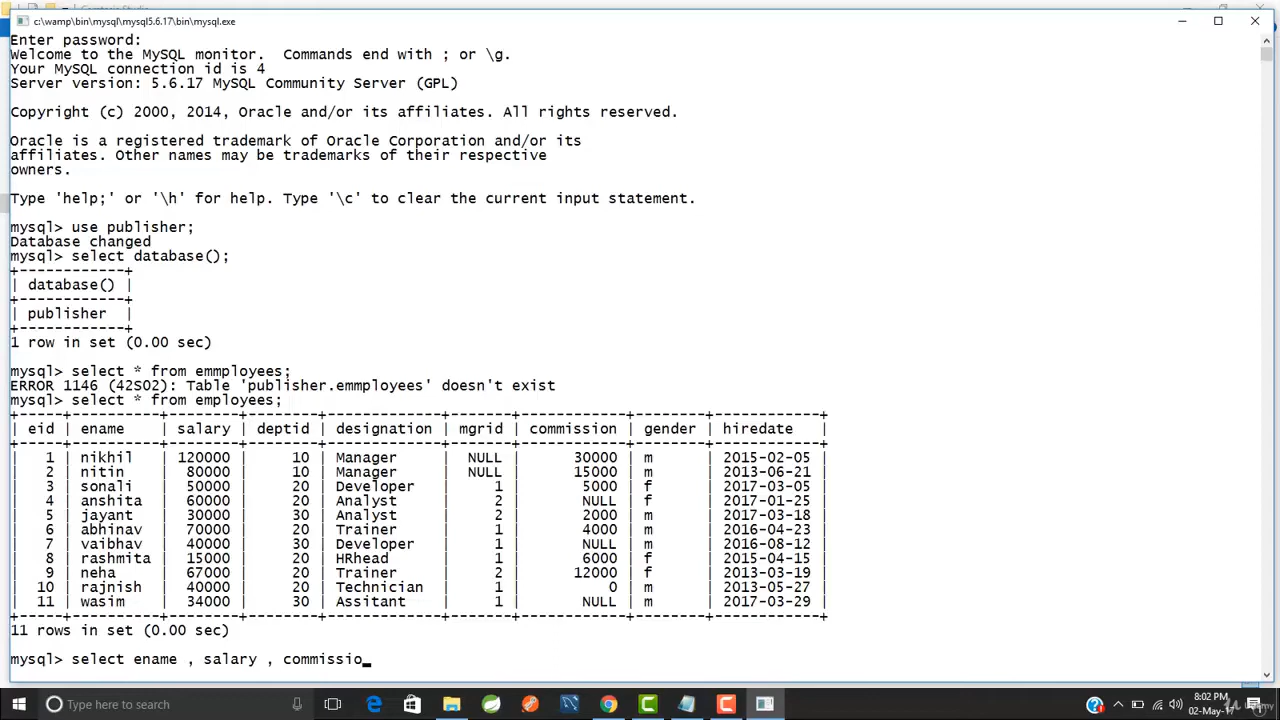 c:\wamp\bin\mysql\mysql5.6.17\bin\mysql.exe
Enter password:
Welcome to the MySQL monitor.  Commands end with ; or \g.
Your MySQL connection id is 4
Server version: 5.6.17 MySQL Community Server (GPL)
Copyright (c) 2000, 2014, Oracle and/or its affiliates. All rights reserved.
Oracle is a registered trademark of Oracle Corporation and/or its
affiliates. Other names may be trademarks of their respective
owners.
Type 'help;' or '\h' for help. Type '\c' to clear the current input statement.
mysql> use publisher;
Database changed
mysql> select database();
+------------+
| database() |
+------------+
| publisher  |
+------------+
1 row in set (0.00 sec)
mysql> select * from emmployees;
ERROR 1146 (42S02): Table 'publisher.emmployees' doesn't exist
mysql> select * from employees;
+-----+----------+--------+--------+-------------+-------+------------+--------+------------+
| eid | ename    | salary | deptid | designation | mgrid | commission | gender | hiredate   |
+-----+----------+--------+--------+-------------+-------+------------+--------+------------+
|   1 | nikhil   | 120000 |     10 | Manager     |  NULL |      30000 | m      | 2015-02-05 |
|   2 | nitin    |  80000 |     10 | Manager     |  NULL |      15000 | m      | 2013-06-21 |
|   3 | sonali   |  50000 |     20 | Developer   |     1 |       5000 | f      | 2017-03-05 |
|   4 | anshita  |  60000 |     20 | Analyst     |     2 |       NULL | f      | 2017-01-25 |
|   5 | jayant   |  30000 |     30 | Analyst     |     2 |       2000 | m      | 2017-03-18 |
|   6 | abhinav  |  70000 |     20 | Trainer     |     1 |       4000 | m      | 2016-04-23 |
|   7 | vaibhav  |  40000 |     30 | Developer   |     1 |       NULL | m      | 2016-08-12 |
|   8 | rashmita |  15000 |     20 | HRhead      |     1 |       6000 | f      | 2015-04-15 |
|   9 | neha     |  67000 |     20 | Trainer     |     2 |      12000 | f      | 2013-03-19 |
|  10 | rajnish  |  40000 |     20 | Technician  |     1 |          0 | m      | 2013-05-27 |
|  11 | wasim    |  34000 |     30 | Assitant    |     1 |       NULL | m      | 2017-03-29 |
+-----+----------+--------+--------+-------------+-------+------------+--------+------------+
11 rows in set (0.00 sec)
mysql> select ename , salary , commissio_
Type here to search
8:02 PM